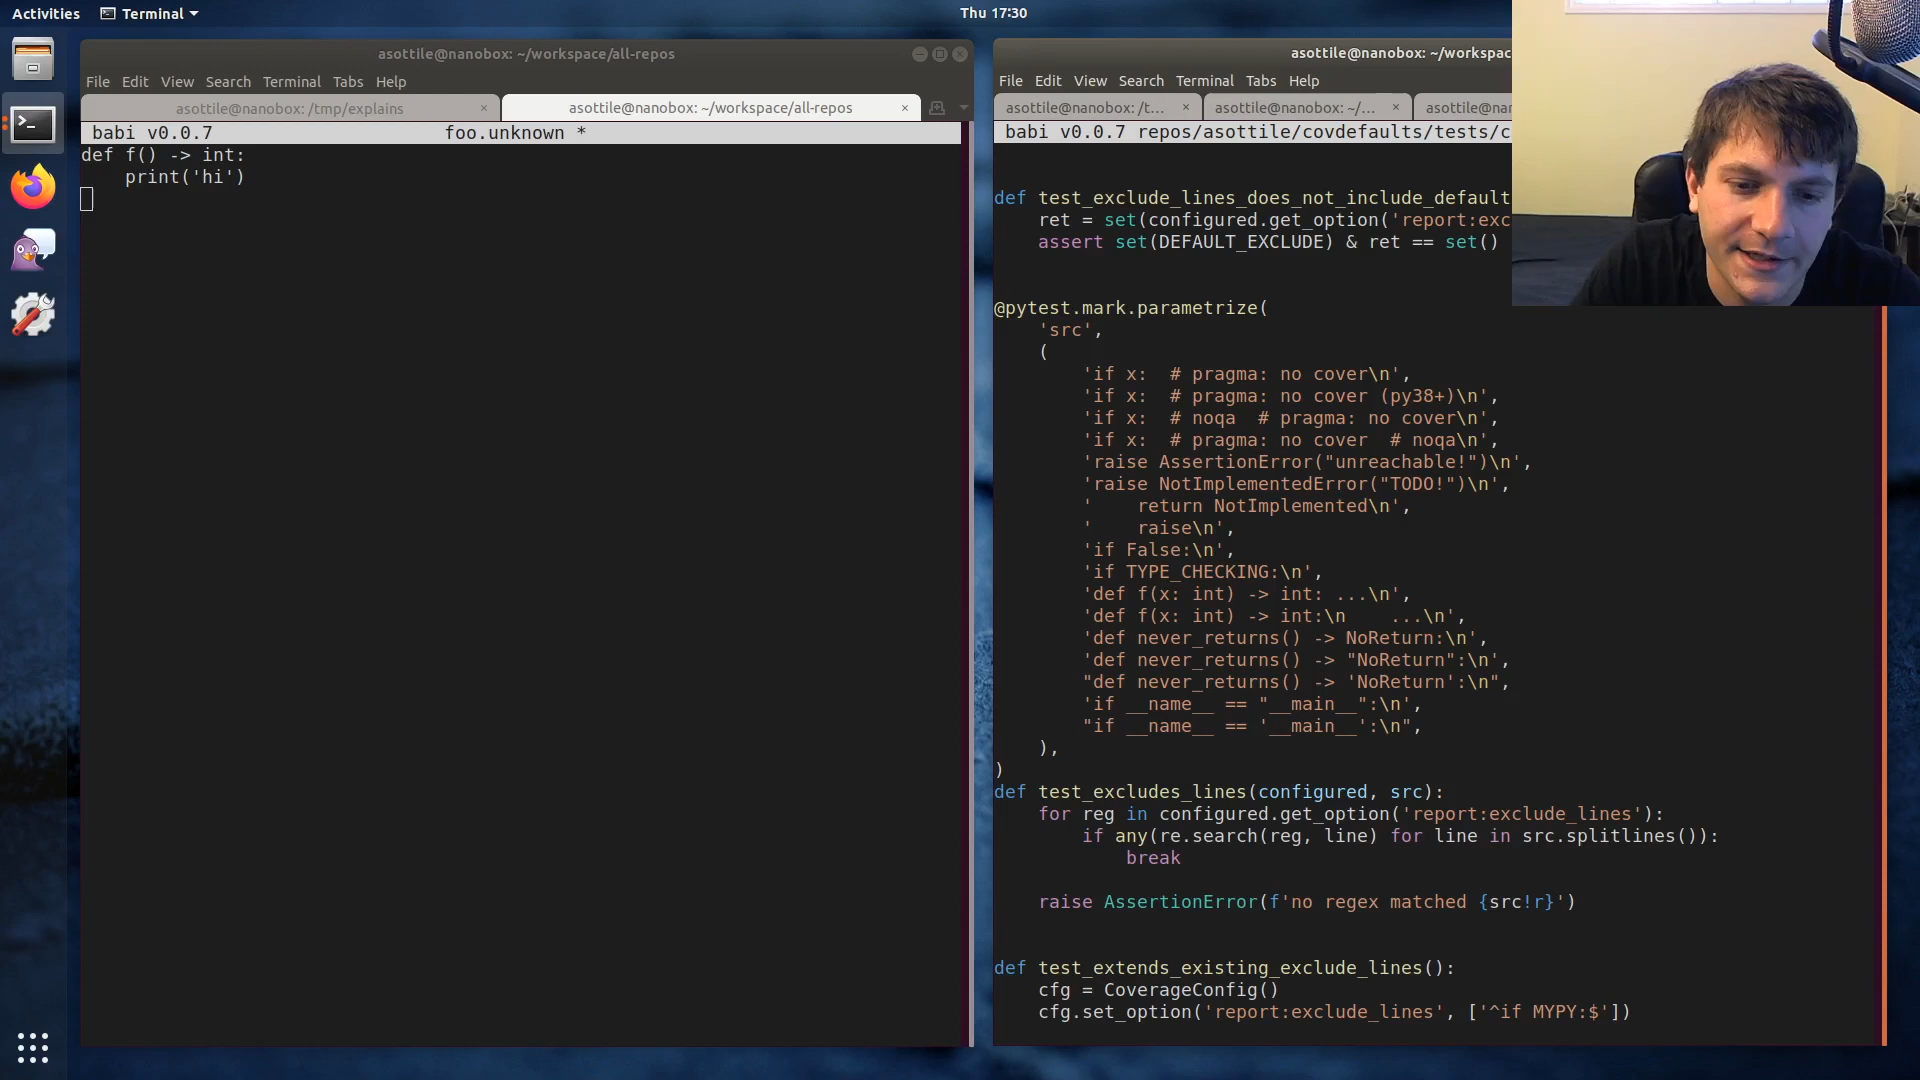 Activities
Terminal
Thu 17:30
asottile@nanobox: ~/workspace/all-repos
File Edit View Search Terminal Tabs Help
asottile@nanobox: /tmp/explains ×
asottile@nanobox: ~/workspace/all-repos ×
babi v0.0.7 foo.unknown *
def f() -> int:
    print('hi')
asottile@nanobox: ~/workspac
File Edit View Search Terminal Tabs Help
asottile@nanobox: /t... ×
asottile@nanobox: ~/... ×
asottile@nan
babi v0.0.7 repos/asottile/covdefaults/tests/c
def test_exclude_lines_does_not_include_default
    ret = set(configured.get_option('report:exc
    assert set(DEFAULT_EXCLUDE) & ret == set()
@pytest.mark.parametrize(
    'src',
    (
        'if x:  # pragma: no cover\n',
        'if x:  # pragma: no cover (py38+)\n',
        'if x:  # noqa  # pragma: no cover\n',
        'if x:  # pragma: no cover  # noqa\n',
        'raise AssertionError("unreachable!")\n',
        'raise NotImplementedError("TODO!")\n',
        '    return NotImplemented\n',
        '    raise\n',
        'if False:\n',
        'if TYPE_CHECKING:\n',
        'def f(x: int) -> int: ...\n',
        'def f(x: int) -> int:\n    ...\n',
        'def never_returns() -> NoReturn:\n',
        'def never_returns() -> "NoReturn":\n',
        "def never_returns() -> 'NoReturn':\n",
        'if __name__ == "__main__":\n',
        "if __name__ == '__main__':\n",
    ),
)
def test_excludes_lines(configured, src):
    for reg in configured.get_option('report:exclude_lines'):
        if any(re.search(reg, line) for line in src.splitlines()):
            break
    raise AssertionError(f'no regex matched {src!r}')
def test_extends_existing_exclude_lines():
    cfg = CoverageConfig()
    cfg.set_option('report:exclude_lines', ['^if MYPY:$'])